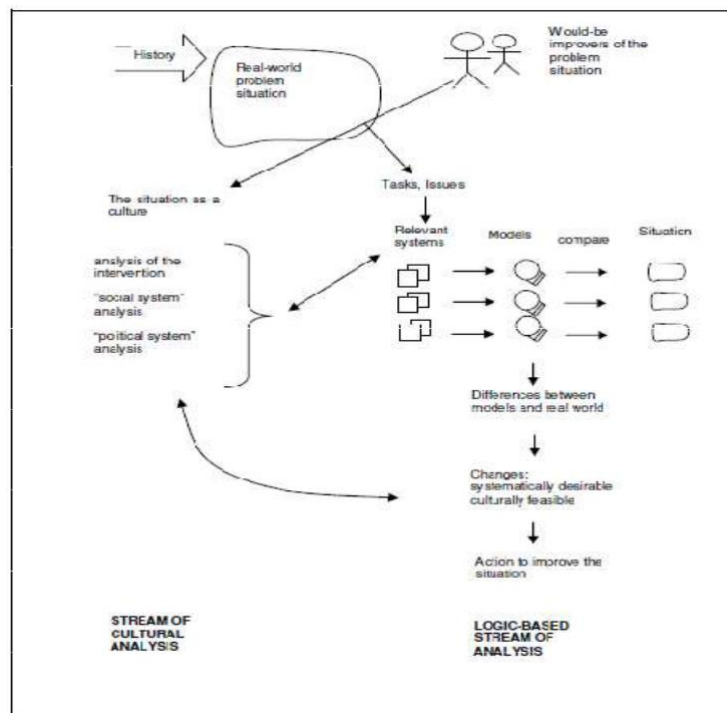 History
Real-world
problem
situation
Would-be
improvers of the
problem
situation
Tasks, Issues
The situation as a
culture
Relevant
systems
Models
compare
Situation
analysis of the
intervention
"social system"
analysis
"political system"
analysis
Differences between
models and real world
Changes:
systematically desirable
culturally feasible
Action to improve the
situation
STREAM OF
CULTURAL
ANALYSIS
LOGIC-BASED
STREAM OF
ANALYSIS